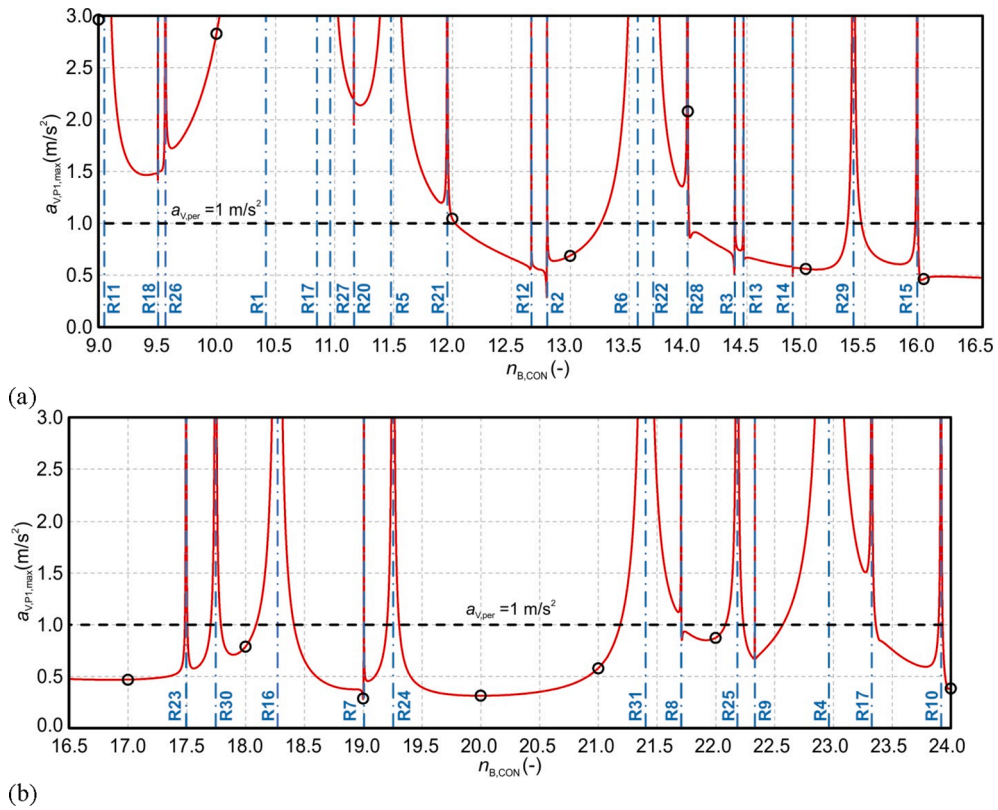 3.0
2.5
2.0
1.5
1.0
0.5
0.0
aV,P1,max(m/s²)
aV,per =1 m/s²
R11
R18
R26
R1
R17
R27
R20
R5
R21
R12
R2
R6
R22
R28
R3
R13
R14
R29
R15
9.0 9.5 10.0 10.5 11.0 11.5 12.0 12.5 13.0 13.5 14.0 14.5 15.0 15.5 16.0 16.5
nB,CON(-)
(a)
3.0
2.5
2.0
1.5
1.0
0.5
0.0
aV,P1,max(m/s²)
aV,per =1 m/s²
R23
R30
R16
R7
R24
R31
R8
R25
R9
R4
R17
R10
16.5 17.0 17.5 18.0 18.5 19.0 19.5 20.0 20.5 21.0 21.5 22.0 22.5 23.0 23.5 24.0
nB,CON(-)
(b)